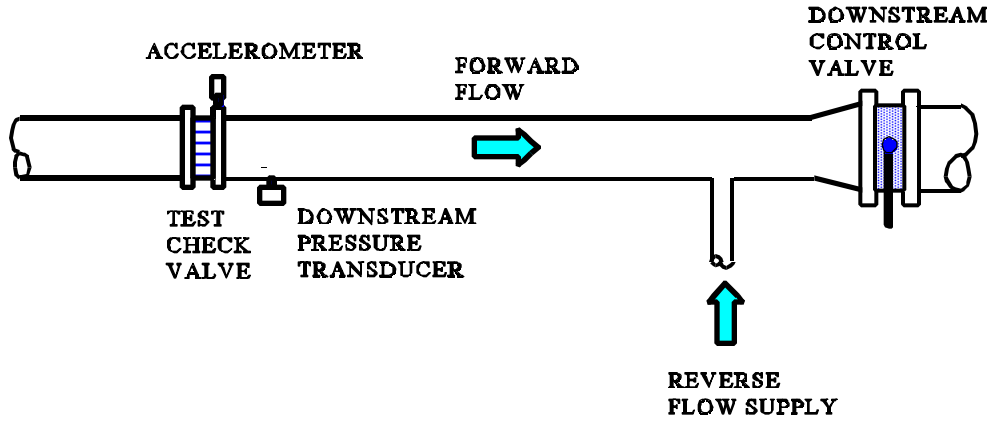 DOWNSTREAM
CONTROL
VALVE
ACCELEROMETER
FORWARD
FLOW
TEST
CHECK
VALVE
DOWNSTREAM
PRESSURE
TRANSDUCER
REVERSE
FLOW SUPPLY